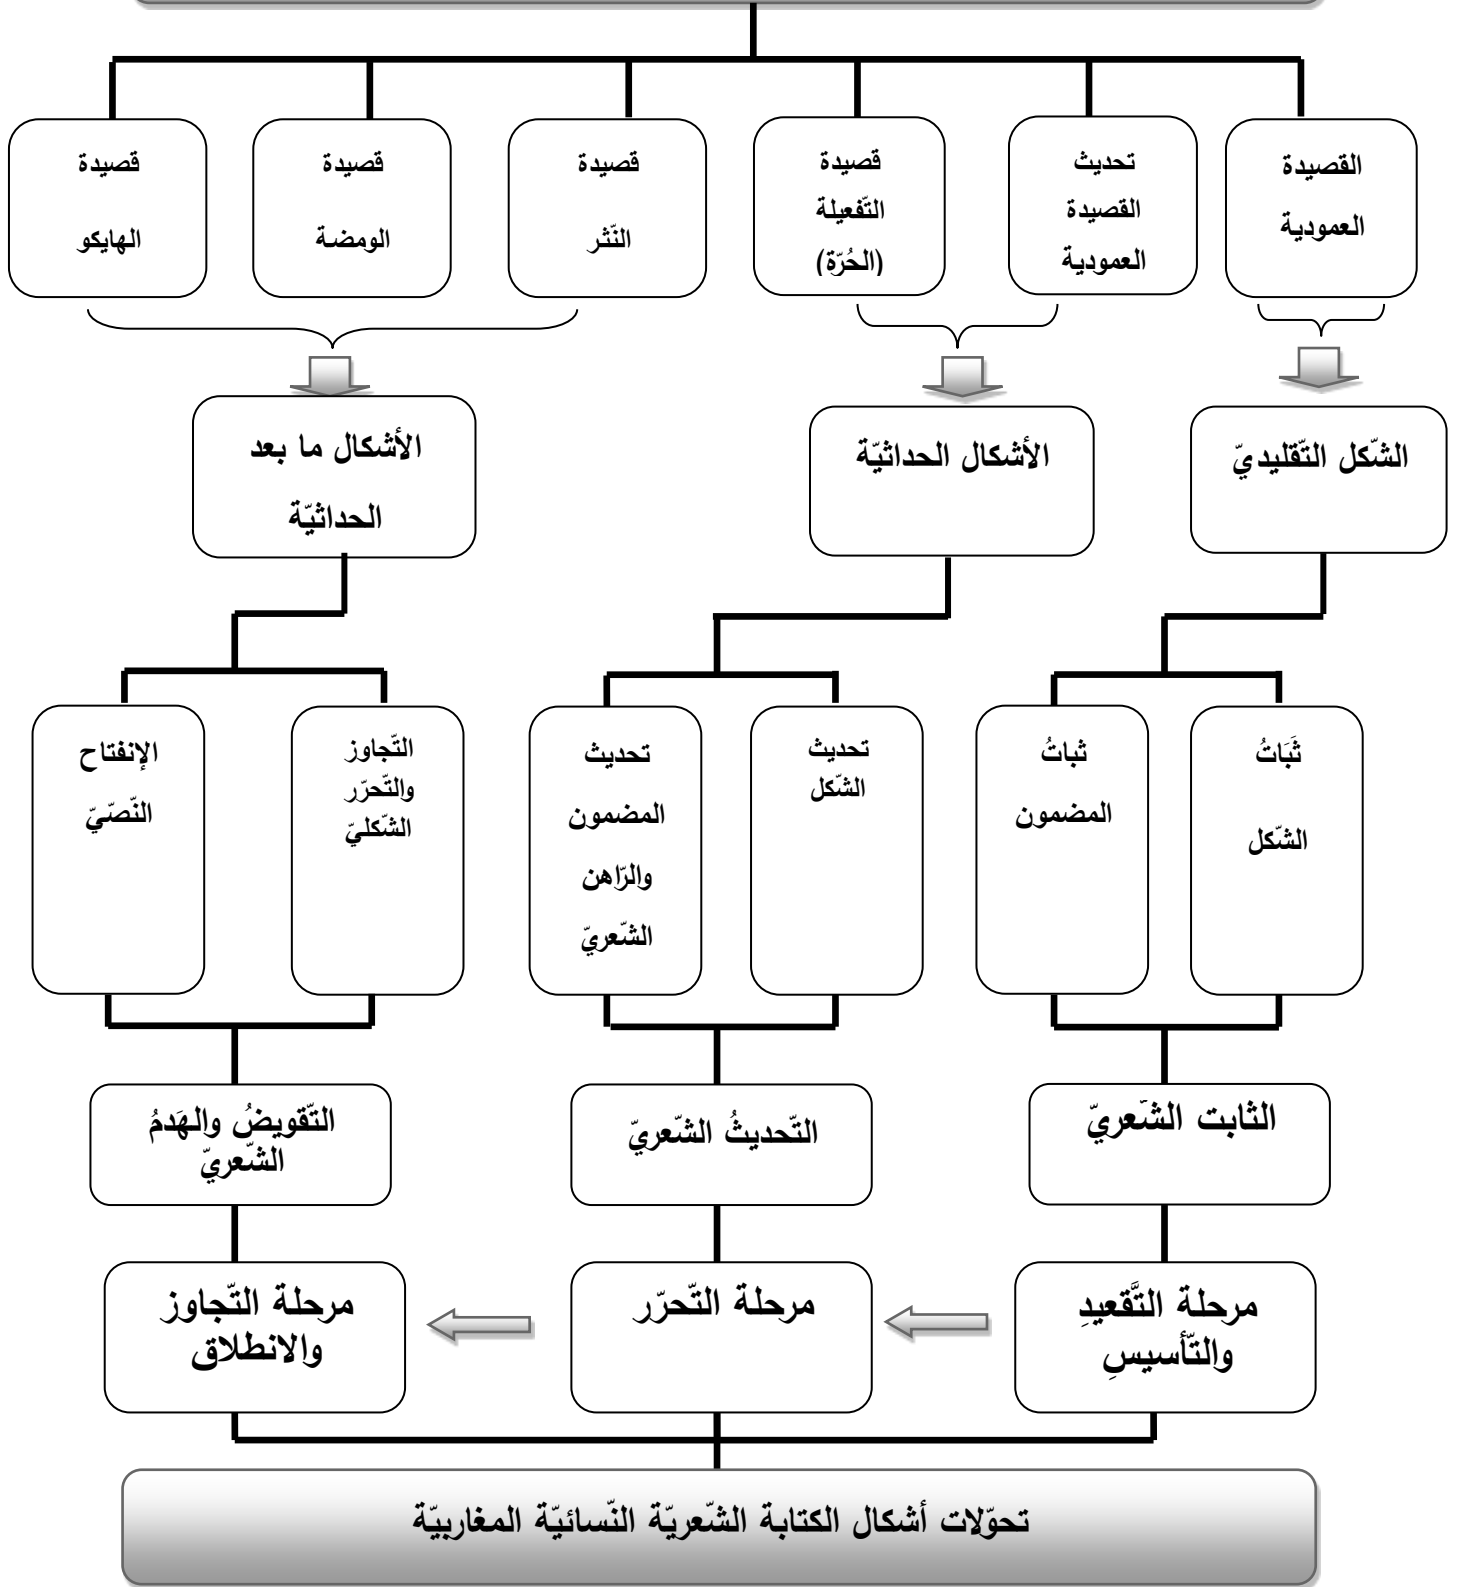 القصيدة
العمودية
تحديث
القصيدة
العمودية
قصيدة
التّفعيلة
(الحُرّة)
قصيدة
النّثر
قصيدة
الومضة
قصيدة
الهايكو
الشّكل التّقليديّ
الأشكال الحداثيّة
الأشكال ما بعد
الحداثيّة
ثَبَاتُ
الشّكل
ثباتُ
المضمون
تحديث
الشّكل
تحديث
المضمون
والرّاهن
الشّعريّ
التّجاوز
والتّحرّر
الشّكليّ
الإنفتاح
النّصّيّ
الثابت الشّعريّ
التّحديثُ الشّعريّ
التّقويضُ والهَدمُ
الشّعريّ
مرحلة التَّقعيدِ
والتّأسيسِ
مرحلة التّحرّر
مرحلة التّجاوز
والانطلاق
تحوّلات أشكال الكتابة الشّعريّة النّسائيّة المغاربيّة